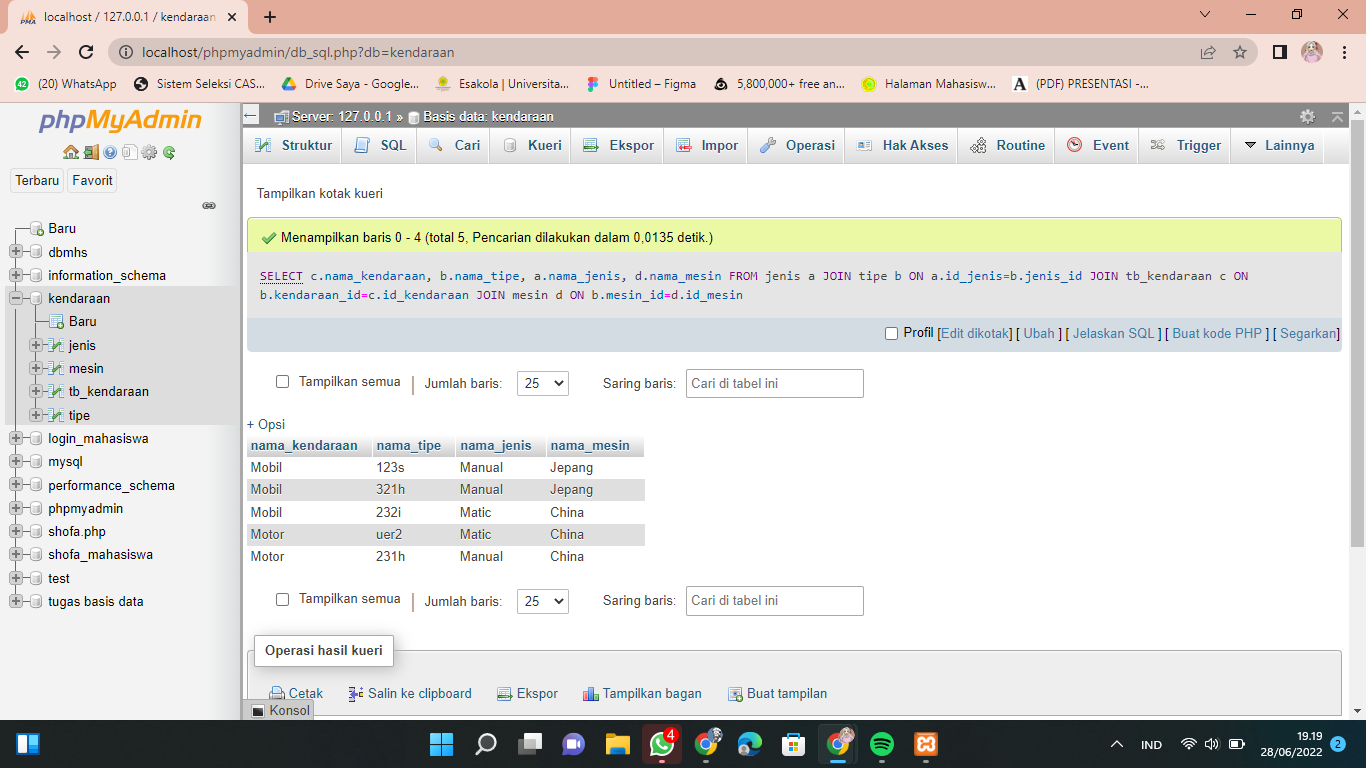 localhost / 127.0.0.1 / kendaraan
localhost/phpmyadmin/db_sql.php?db=kendaraan
(20) WhatsApp
Sistem Seleksi CAS...
Drive Saya - Google...
Esakola | Universita...
Untitled – Figma
5,800,000+ free an...
Halaman Mahasisw...
(PDF) PRESENTASI -...
phpMyAdmin
Terbaru Favorit
Baru
dbmhs
information_schema
kendaraan
Baru
jenis
mesin
tb_kendaraan
tipe
login_mahasiswa
mysql
performance_schema
phpmyadmin
shofa.php
shofa_mahasiswa
test
tugas basis data
Server: 127.0.0.1 » Basis data: kendaraan
Struktur SQL Cari Kueri Ekspor Impor Operasi Hak Akses Routine Event Trigger Lainnya
Tampilkan kotak kueri
Menampilkan baris 0 - 4 (total 5, Pencarian dilakukan dalam 0,0135 detik.)
SELECT c.nama_kendaraan, b.nama_tipe, a.nama_jenis, d.nama_mesin FROM jenis a JOIN tipe b ON a.id_jenis=b.jenis_id JOIN tb_kendaraan c ON
b.kendaraan_id=c.id_kendaraan JOIN mesin d ON b.mesin_id=d.id_mesin
Profil [Edit dikotak] [ Ubah ] [ Jelaskan SQL ] [ Buat kode PHP ] [ Segarkan]
Tampilkan semua | Jumlah baris: 25 Saring baris: Cari di tabel ini
+ Opsi
nama_kendaraan nama_tipe nama_jenis nama_mesin
Mobil 123s Manual Jepang
Mobil 321h Manual Jepang
Mobil 232i Matic China
Motor uer2 Matic China
Motor 231h Manual China
Tampilkan semua | Jumlah baris: 25 Saring baris: Cari di tabel ini
Operasi hasil kueri
Cetak Salin ke clipboard Ekspor Tampilkan bagan Buat tampilan
Konsol
4
IND
19.19
28/06/2022
2